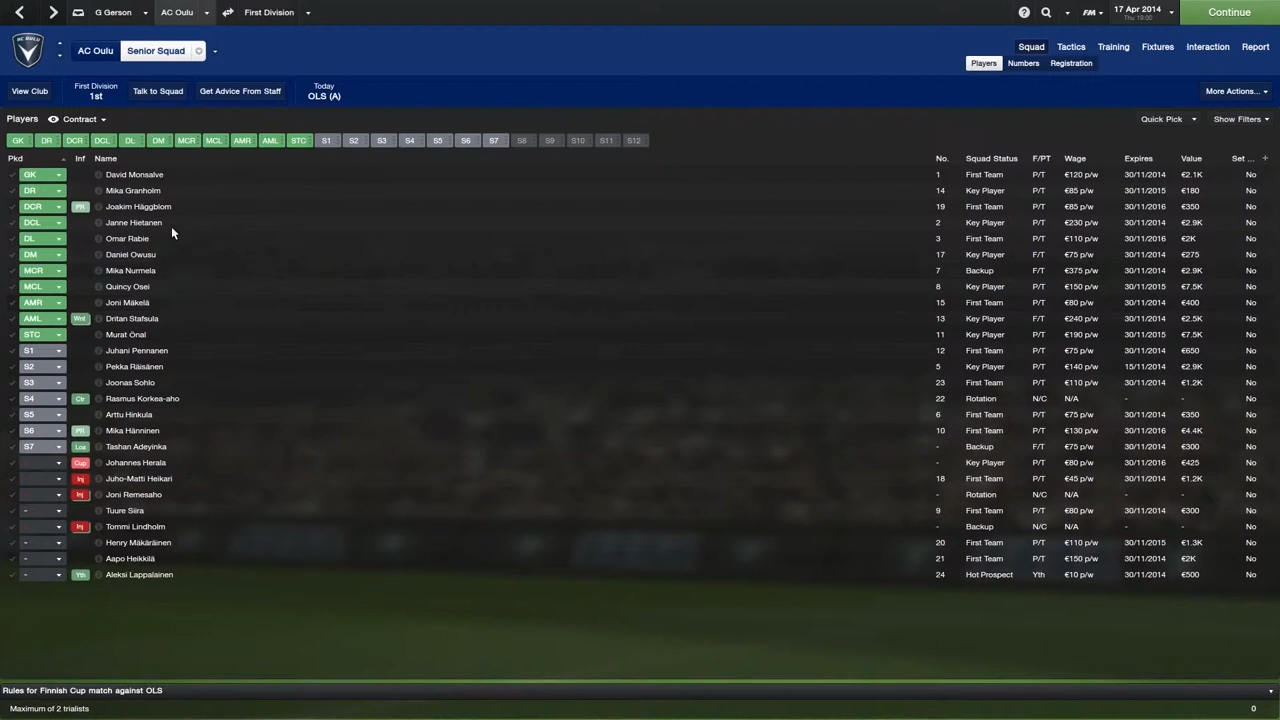 G Gerson AC Oulu First Division FM 17 Apr 2014 Continue
Thu 19:00
AC Oulu Senior Squad Squad Tactics Training Fixtures Interaction Report
Players Numbers Registration
View Club First Division Talk to Squad Get Advice From Staff Today More Actions...
1st OLS (A)
Players Contract Quick Pick Show Filters
GK DR DCR DCL DL DM MCR MCL AMR AML STC S1 S2 S3 S4 S5 S6 S7 S8 S9 S10 S11 S12
Pkd Inf Name No. Squad Status F/PT Wage Expires Value Set ... +
GK David Monsalve 1 First Team P/T €120 p/w 30/11/2014 €2.1K No
DR Mika Granholm 14 Key Player P/T €85 p/w 30/11/2015 €180 No
DCR PR Joakim Häggblom 19 First Team P/T €85 p/w 30/11/2016 €350 No
DCL Janne Hietanen 2 Key Player P/T €230 p/w 30/11/2014 €2.9K No
DL Omar Rabie 3 First Team P/T €110 p/w 30/11/2016 €2K No
DM Daniel Owusu 17 Key Player P/T €75 p/w 30/11/2014 €275 No
MCR Mika Nurmela 7 Backup F/T €375 p/w 30/11/2014 €2.9K No
MCL Quincy Osei 8 Key Player P/T €150 p/w 30/11/2015 €7.5K No
AMR Joni Mäkelä 15 First Team P/T €80 p/w 30/11/2014 €400 No
AML Wnt Dritan Stafsula 13 Key Player F/T €240 p/w 30/11/2014 €2.5K No
STC Murat Önal 11 Key Player P/T €190 p/w 30/11/2015 €7.5K No
S1 Juhani Pennanen 12 First Team P/T €75 p/w 30/11/2014 €650 No
S2 Pekka Räisänen 5 Key Player P/T €140 p/w 15/11/2014 €2.9K No
S3 Joonas Sohlo 23 First Team P/T €110 p/w 30/11/2014 €1.2K No
S4 Ctr Rasmus Korkea-aho 22 Rotation N/C N/A - - No
S5 Arttu Hinkula 6 First Team P/T €75 p/w 30/11/2014 €350 No
S6 PR Mika Hänninen 10 First Team P/T €130 p/w 30/11/2016 €4.4K No
S7 Loa Tashan Adeyinka - Backup F/T €75 p/w 30/11/2014 €300 No
Cup Johannes Herala - Key Player P/T €80 p/w 30/11/2016 €425 No
Inj Juho-Matti Heikari 18 First Team P/T €45 p/w 30/11/2014 €1.2K No
Inj Joni Remesaho - Rotation N/C N/A - - No
- Tuure Siira 9 First Team P/T €80 p/w 30/11/2014 €300 No
Inj Tommi Lindholm - Backup N/C N/A - - No
- Henry Mäkäräinen 20 First Team P/T €110 p/w 30/11/2015 €1.3K No
- Aapo Heikkilä 21 First Team P/T €150 p/w 30/11/2014 €2K No
- Yth Aleksi Lappalainen 24 Hot Prospect Yth €10 p/w 30/11/2014 €500 No
Rules for Finnish Cup match against OLS
Maximum of 2 trialists 0